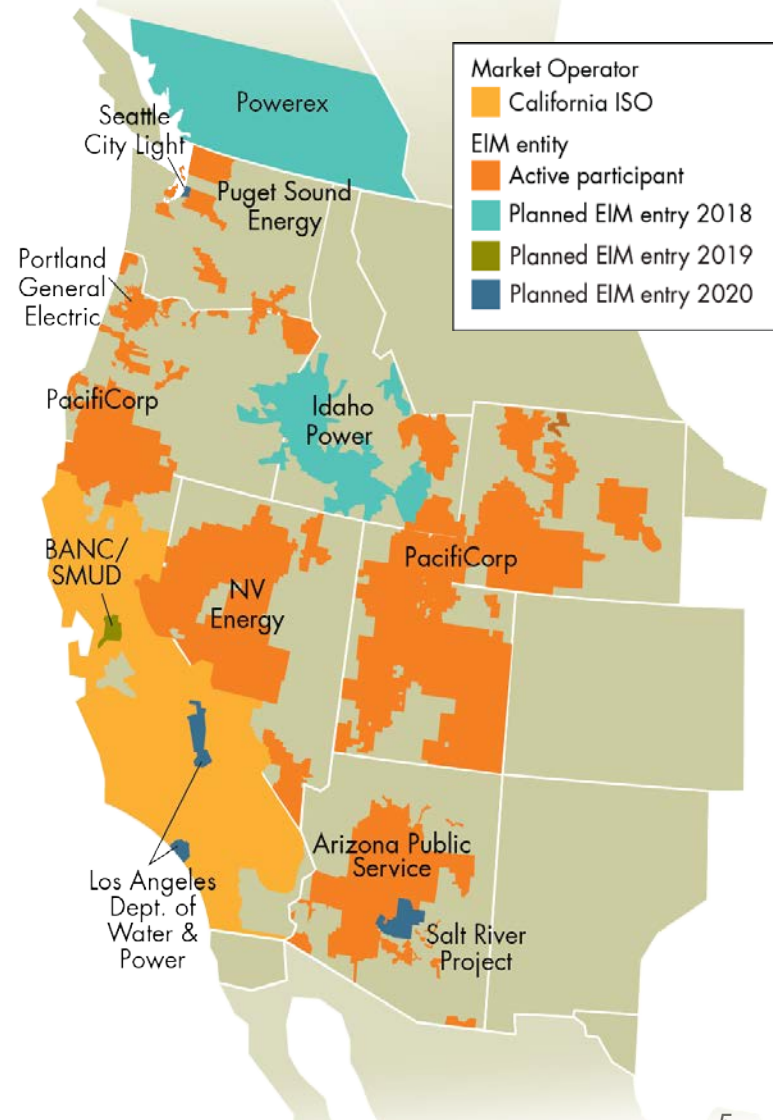 Market Operator
California ISO
EIM entity
Active participant
Planned EIM entry 2018
Planned EIM entry 2019
Planned EIM entry 2020
Powerex
Seattle
City Light
Puget Sound
Energy
Portland
General
Electric
PacifiCorp
Idaho
Power
BANC/
SMUD
NV
Energy
PacifiCorp
Arizona Public
Service
Los Angeles
Dept. of
Water &
Power
Salt River
Project